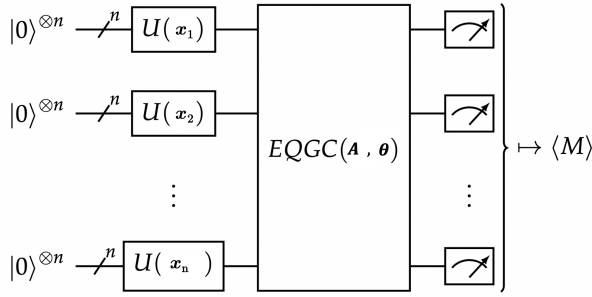 |0⟩⊗n n U( x1)
|0⟩⊗n n U( x2)
EQGC(A , θ) ↦ ⟨M⟩
⋮ ⋮
|0⟩⊗n n U( xn )